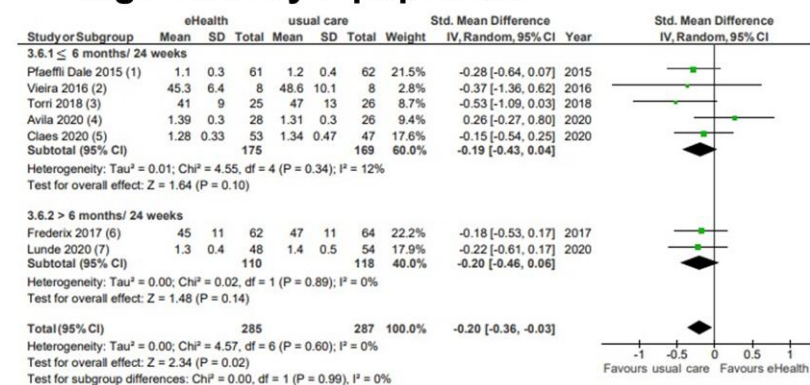 eHealth usual care Std. Mean Difference Std. Mean Difference
Study or Subgroup Mean SD Total Mean SD Total Weight IV, Random, 95% CI Year IV, Random, 95% CI
3.6.1 ≤ 6 months/ 24 weeks
Pfaeffli Dale 2015 (1) 1.1 0.3 61 1.2 0.4 62 21.5% -0.28 [-0.64, 0.07] 2015
Vieira 2016 (2) 45.3 6.4 8 48.6 10.1 8 2.8% -0.37 [-1.36, 0.62] 2016
Torri 2018 (3) 41 9 25 47 13 26 8.7% -0.53 [-1.09, 0.03] 2018
Avila 2020 (4) 1.39 0.3 28 1.31 0.3 26 9.4% 0.26 [-0.27, 0.80] 2020
Claes 2020 (5) 1.28 0.33 53 1.34 0.47 47 17.6% -0.15 [-0.54, 0.25] 2020
Subtotal (95% CI) 175 169 60.0% -0.19 [-0.43, 0.04]
Heterogeneity: Tau² = 0.01; Chi² = 4.55, df = 4 (P = 0.34); I² = 12%
Test for overall effect: Z = 1.64 (P = 0.10)
3.6.2 > 6 months/ 24 weeks
Frederix 2017 (6) 45 11 62 47 11 64 22.2% -0.18 [-0.53, 0.17] 2017
Lunde 2020 (7) 1.3 0.4 48 1.4 0.5 54 17.9% -0.22 [-0.61, 0.17] 2020
Subtotal (95% CI) 110 118 40.0% -0.20 [-0.46, 0.06]
Heterogeneity: Tau² = 0.00; Chi² = 0.02, df = 1 (P = 0.89); I² = 0%
Test for overall effect: Z = 1.48 (P = 0.14)
Total (95% CI) 285 287 100.0% -0.20 [-0.36, -0.03]
Heterogeneity: Tau² = 0.00; Chi² = 4.57, df = 6 (P = 0.60); I² = 0%
Test for overall effect: Z = 2.34 (P = 0.02)
Test for subgroup differences: Chi² = 0.00, df = 1 (P = 0.99), I² = 0%
-1 -0.5 0 0.5 1
Favours usual care Favours eHealth